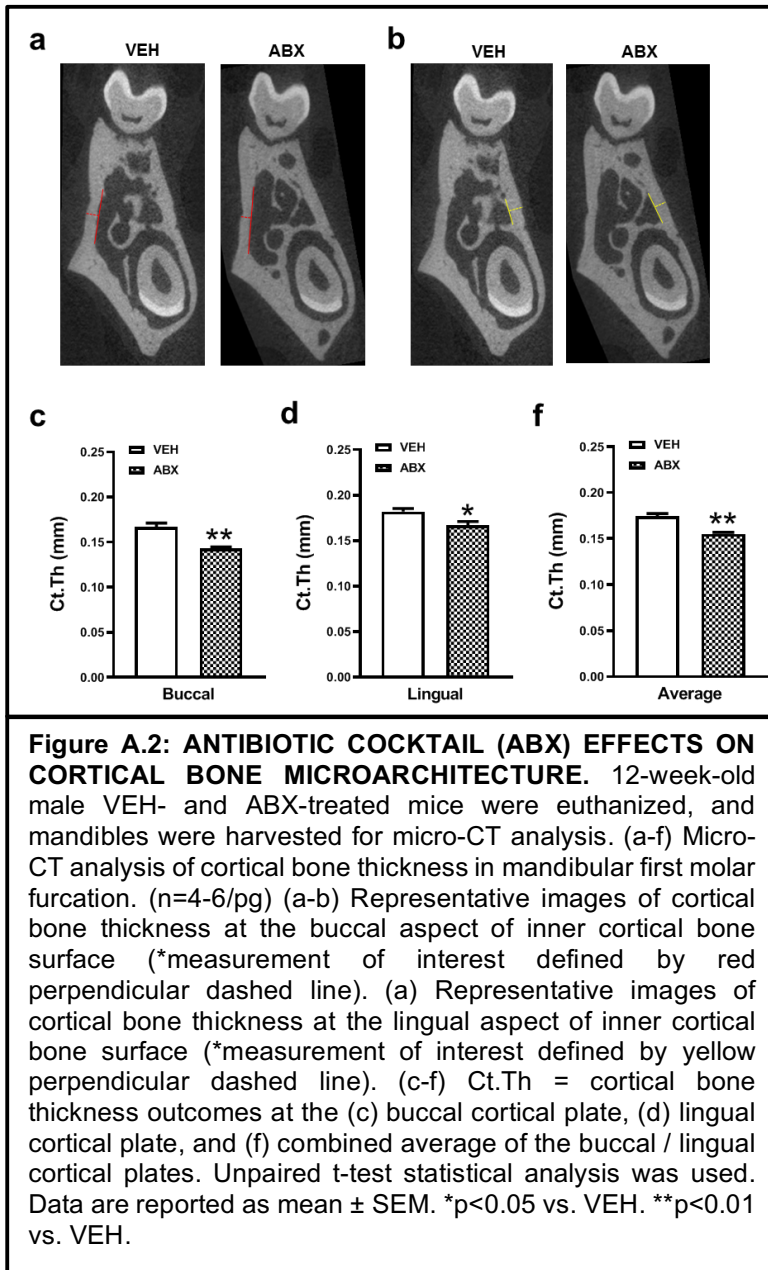 a
b
VEH
ABX
VEH
ABX
c
d
f
VEH
ABX
Ct.Th (mm)
0.25
0.20
0.15
0.10
0.05
0.00
**
Buccal
VEH
ABX
Ct.Th (mm)
0.25
0.20
0.15
0.10
0.05
0.00
*
Lingual
VEH
ABX
Ct.Th (mm)
0.25
0.20
0.15
0.10
0.05
0.00
**
Average
Figure A.2: ANTIBIOTIC COCKTAIL (ABX) EFFECTS ON
CORTICAL BONE MICROARCHITECTURE. 12-week-old
male VEH- and ABX-treated mice were euthanized, and
mandibles were harvested for micro-CT analysis. (a-f) Micro-
CT analysis of cortical bone thickness in mandibular first molar
furcation. (n=4-6/pg) (a-b) Representative images of cortical
bone thickness at the buccal aspect of inner cortical bone
surface (*measurement of interest defined by red
perpendicular dashed line). (a) Representative images of
cortical bone thickness at the lingual aspect of inner cortical
bone surface (*measurement of interest defined by yellow
perpendicular dashed line). (c-f) Ct.Th = cortical bone
thickness outcomes at the (c) buccal cortical plate, (d) lingual
cortical plate, and (f) combined average of the buccal / lingual
cortical plates. Unpaired t-test statistical analysis was used.
Data are reported as mean ± SEM. *p<0.05 vs. VEH. **p<0.01
vs. VEH.